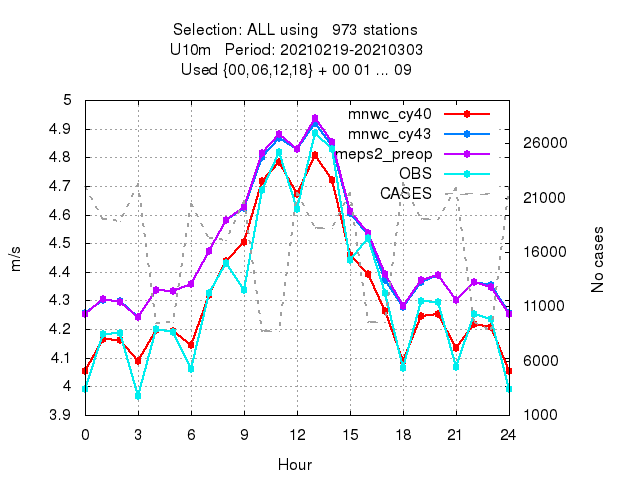 Selection: ALL using   973 stations
U10m   Period: 20210219-20210303
Used {00,06,12,18} + 00 01 ... 09
mnwc_cy40
mnwc_cy43
meps2_preop
OBS
CASES
m/s
No cases
5
4.9
4.8
4.7
4.6
4.5
4.4
4.3
4.2
4.1
4
3.9
26000
21000
16000
11000
6000
1000
0 3 6 9 12 15 18 21 24
Hour